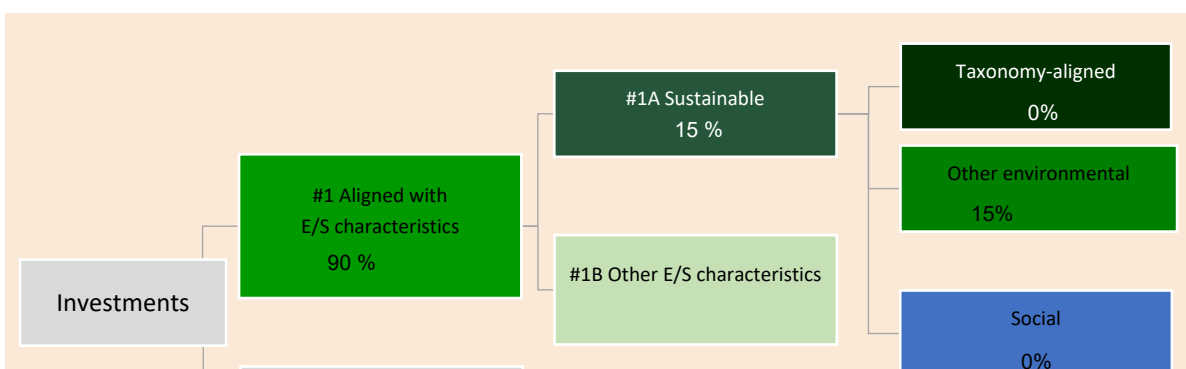 Investments
#1 Aligned with
E/S characteristics
90 %
#1A Sustainable
15 %
#1B Other E/S characteristics
Taxonomy-aligned
0%
Other environmental
15%
Social
0%